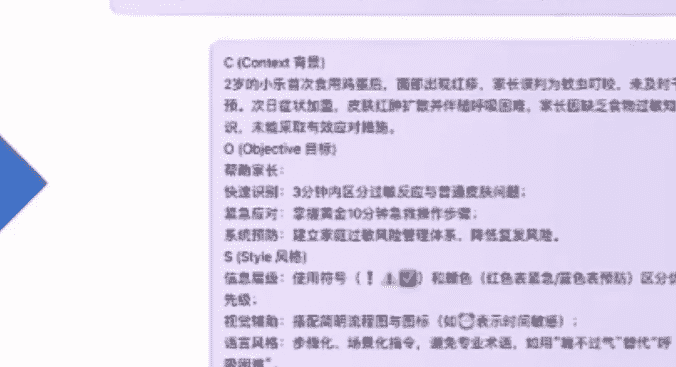 C (Context 背景)
2岁的小乐首次食用鸡蛋后，面部出现红疹，家长误判为蚊虫叮咬，未及时干
预。次日症状加重，皮肤红肿扩散并伴随呼吸困难，家长因缺乏食物过敏知
识，未能采取有效应对措施。
O (Objective 目标)
帮助家长：
快速识别：3分钟内区分过敏反应与普通皮肤问题；
紧急应对：掌握黄金10分钟急救操作步骤；
系统预防：建立家庭过敏风险管理体系，降低复发风险。
S (Style 风格)
信息层级：使用符号（❗⚠️✅）和颜色（红色表紧急/蓝色表预防）区分优
先级；
视觉辅助：搭配简明流程图与图标（如⏰表示时间敏感）；
语言风格：步骤化、场景化指令，避免专业术语，如用"喘不过气"替代"呼
吸困难"。